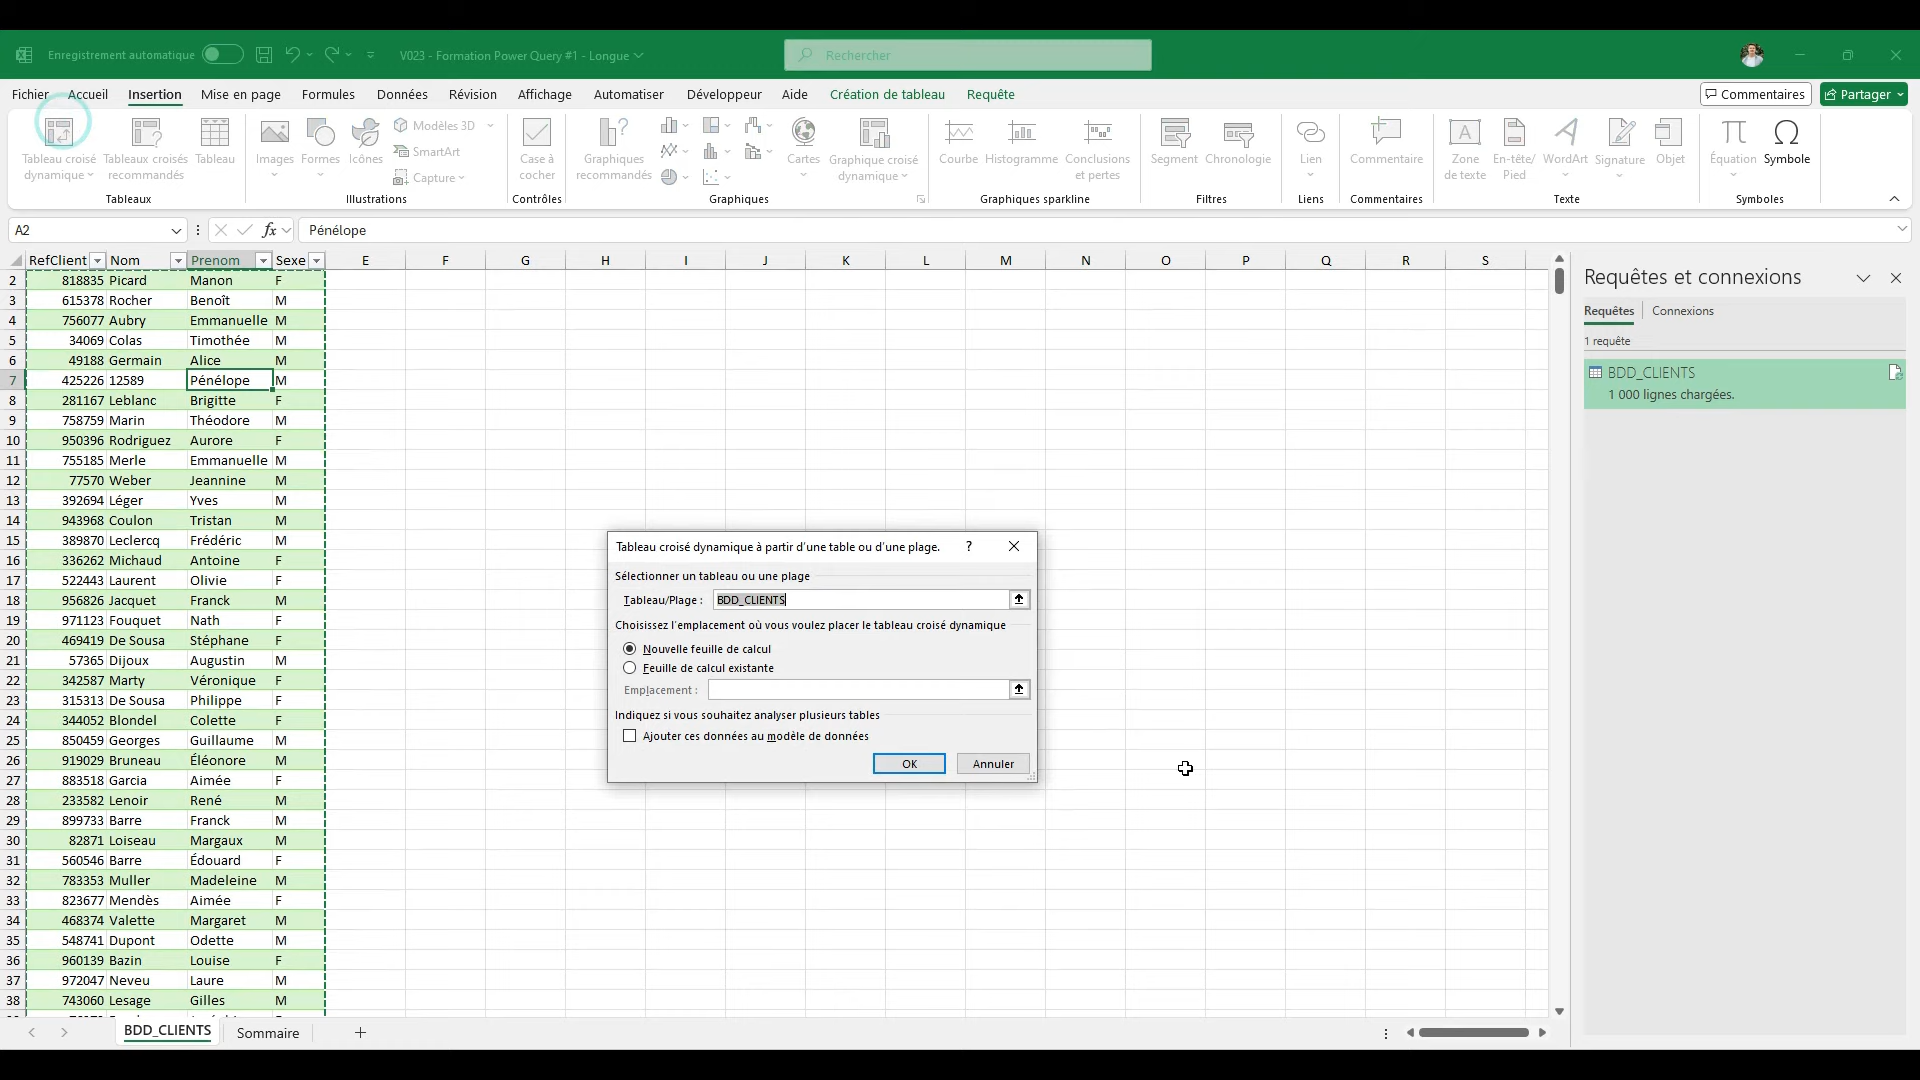 Enregistrement automatique
V023 - Formation Power Query #1 - Longue
Rechercher
Fichier Accueil Insertion Mise en page Formules Données Révision Affichage Automatiser Développeur Aide Création de tableau Requête
Commentaires Partager
Tableau croisé dynamique
Tableaux croisés recommandés
Tableau
Images
Formes
Icônes
Modèles 3D
SmartArt
Capture
Case à cocher
Graphiques recommandés
Cartes
Graphique croisé dynamique
Courbe
Histogramme
Conclusions et pertes
Segment
Chronologie
Lien
Commentaire
Zone de texte
En-tête/ Pied
WordArt
Signature
Objet
Équation
Symbole
Tableaux Illustrations Contrôles Graphiques Graphiques sparkline Filtres Liens Commentaires Texte Symboles
A2 fx Pénélope
RefClient Nom Prenom Sexe E F G H I J K L M N O P Q R S
2 818835 Picard Manon F
3 615378 Rocher Benoît M
4 756077 Aubry Emmanuelle M
5 34069 Colas Timothée M
6 49188 Germain Alice M
7 425226 12589 Pénélope M
8 281167 Leblanc Brigitte F
9 758759 Marin Théodore M
10 950396 Rodriguez Aurore F
11 755185 Merle Emmanuelle M
12 77570 Weber Jeannine M
13 392694 Léger Yves M
14 943968 Coulon Tristan M
15 389870 Leclercq Frédéric M
16 336262 Michaud Antoine F
17 522443 Laurent Olivie F
18 956826 Jacquet Franck M
19 971123 Fouquet Nath F
20 469419 De Sousa Stéphane F
21 57365 Dijoux Augustin M
22 342587 Marty Véronique F
23 315313 De Sousa Philippe F
24 344052 Blondel Colette F
25 850459 Georges Guillaume M
26 919029 Bruneau Éléonore M
27 883518 Garcia Aimée F
28 233582 Lenoir René M
29 899733 Barre Franck M
30 82871 Loiseau Margaux M
31 560546 Barre Édouard F
32 783353 Muller Madeleine M
33 823677 Mendès Aimée F
34 468374 Valette Margaret M
35 548741 Dupont Odette M
36 960139 Bazin Louise F
37 972047 Neveu Laure M
38 743060 Lesage Gilles M
Tableau croisé dynamique à partir d'une table ou d'une plage. ?
Sélectionner un tableau ou une plage
Tableau/Plage : BDD_CLIENTS
Choisissez l'emplacement où vous voulez placer le tableau croisé dynamique
Nouvelle feuille de calcul
Feuille de calcul existante
Emplacement :
Indiquez si vous souhaitez analyser plusieurs tables
Ajouter ces données au modèle de données
OK Annuler
Requêtes et connexions
Requêtes Connexions
1 requête
BDD_CLIENTS
1 000 lignes chargées.
BDD_CLIENTS Sommaire